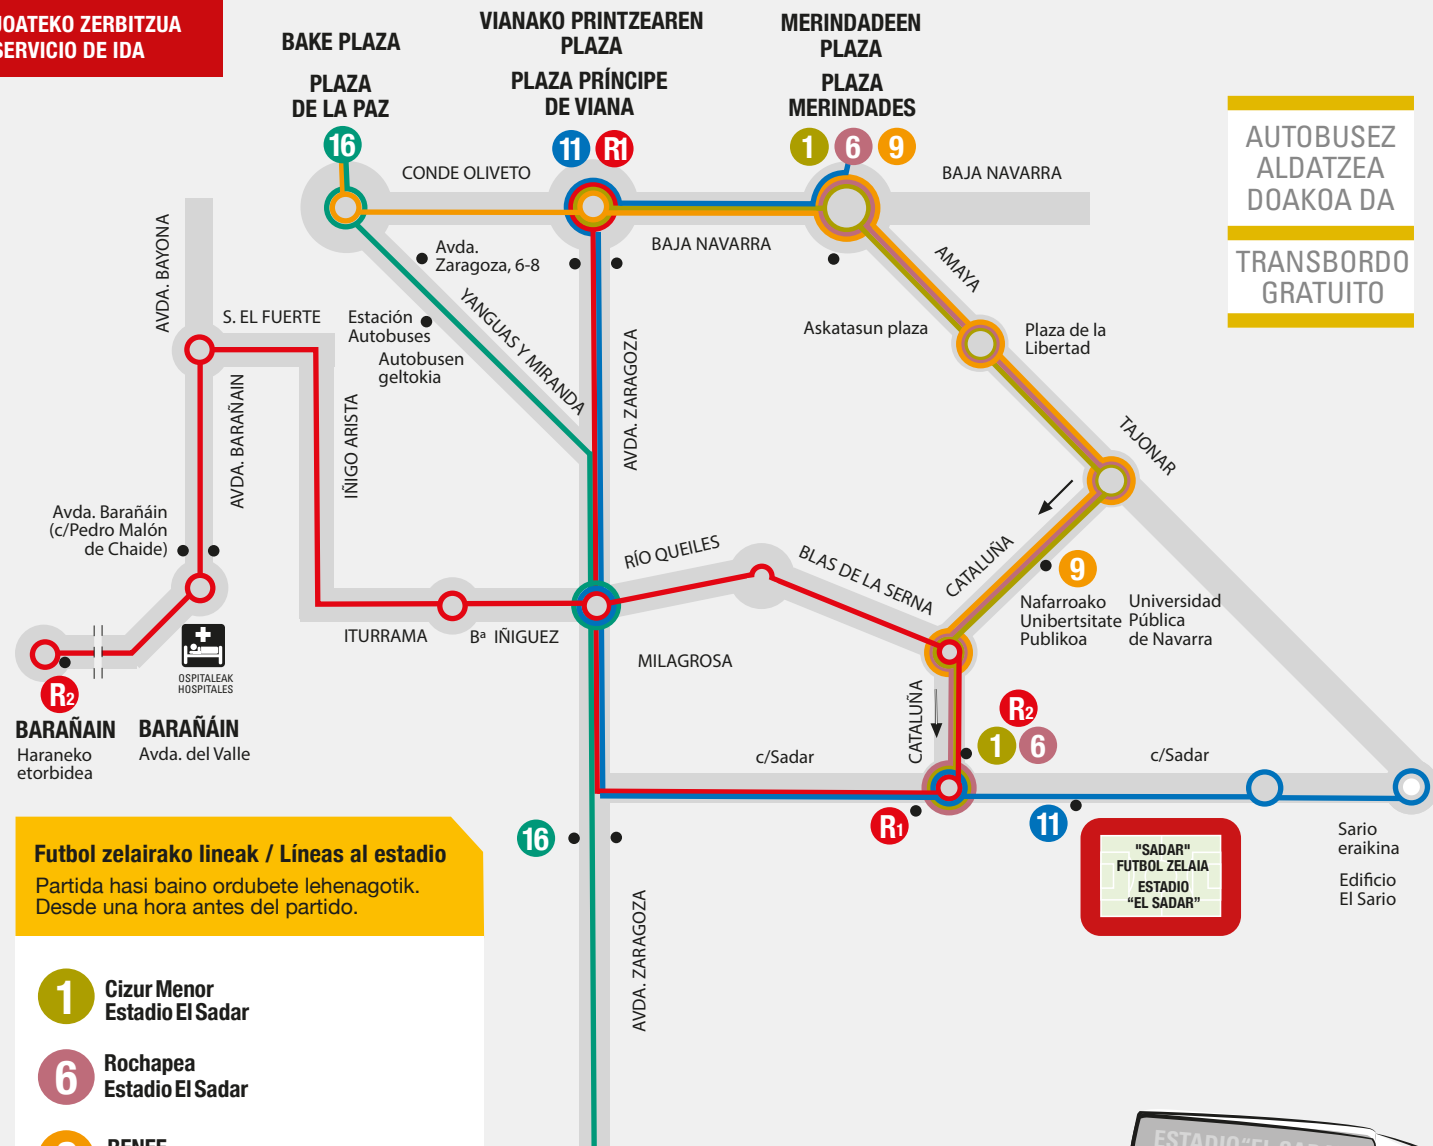 JOATEKO ZERBITZUA
SERVICIO DE IDA
BAKE PLAZA
PLAZA
DE LA PAZ
16
VIANAKO PRINTZEAREN
PLAZA
PLAZA PRÍNCIPE
DE VIANA
11
R1
MERINDADEEN
PLAZA
PLAZA
MERINDADES
1
6
9
AUTOBUSEZ
ALDATZEA
DOAKOA DA
TRANSBORDO
GRATUITO
CONDE OLIVETO
BAJA NAVARRA
BAJA NAVARRA
AVDA. BAYONA
Avda.
Zaragoza, 6-8
AMAYA
S. EL FUERTE
Estación
Autobuses
Autobusen
geltokia
YANGUAS Y MIRANDA
AVDA. ZARAGOZA
Askatasun plaza
Plaza de la
Libertad
AVDA. BARAÑAIN
IÑIGO ARISTA
TAJONAR
Avda. Barañáin
(c/Pedro Malón
de Chaide)
RÍO QUEILES
BLAS DE LA SERNA
CATALUÑA
9
Nafarroako
Unibertsitate
Publikoa
Universidad
Pública
de Navarra
ITURRAMA
Bª IÑIGUEZ
MILAGROSA
OSPITALEAK
HOSPITALES
R2
BARAÑAIN
Haraneko
etorbidea
BARAÑÁIN
Avda. del Valle
CATALUÑA
R2
1
6
c/Sadar
c/Sadar
16
R1
11
"SADAR"
FUTBOL ZELAIA
ESTADIO
"EL SADAR"
Sario
eraikina
Edificio
El Sario
AVDA. ZARAGOZA
Futbol zelairako lineak / Líneas al estadio
Partida hasi baino ordubete lehenagotik.
Desde una hora antes del partido.
1
Cizur Menor
Estadio El Sadar
6
Rochapea
Estadio El Sadar